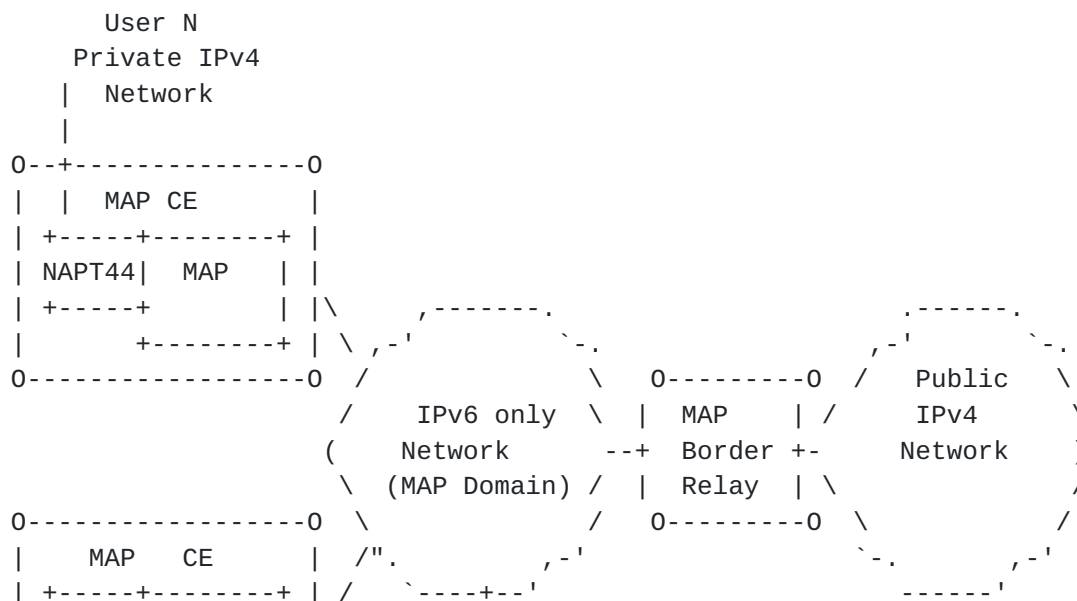 User N
Private IPv4
|  Network
|
O--+---------------O
|  |  MAP CE       |
| +-----+--------+ |
| NAPT44|  MAP   | |
| +-----+        | |\     ,-------.                      .------.
|       +--------+ | \ ,-'         `-.                 ,-'       `-.
O------------------O  /              \   O---------O  /   Public   \
/     IPv6 only  \  |  MAP    | /     IPv4     \
(    Network      --+  Border +-     Network    )
\  (MAP Domain) /  |  Relay  | \              /
O------------------O  \              /   O---------O  \            /
|    MAP   CE      |  /".         ,-'                 `-.       ,-'
| +-----+--------+ | /   `----+--'                       ------'